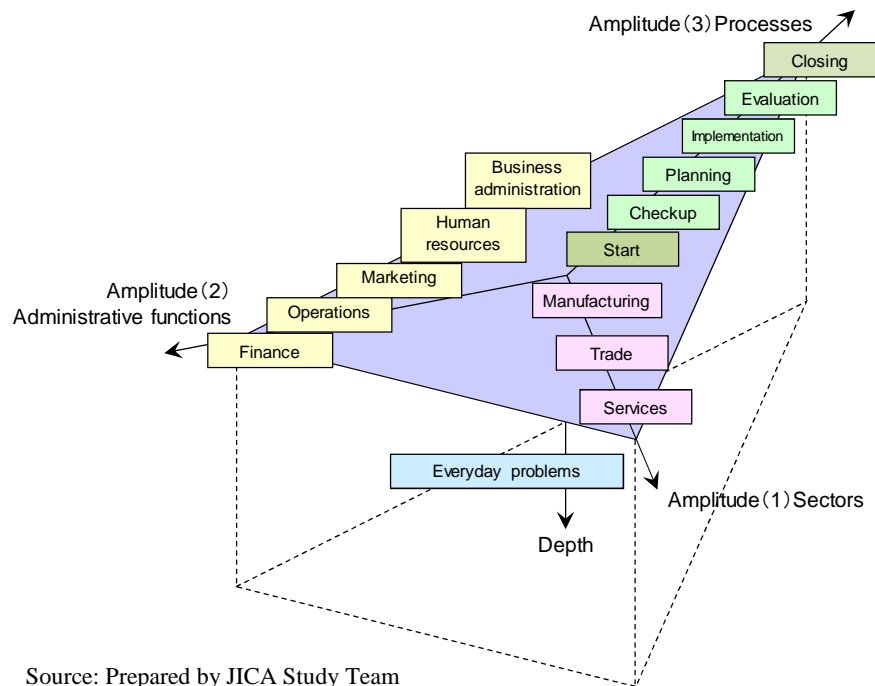 Amplitude(3)Processes
Closing
Evaluation
Implementation
Planning
Checkup
Start
Business
administration
Human
resources
Marketing
Operations
Finance
Amplitude(2)
Administrative functions
Manufacturing
Trade
Services
Amplitude(1)Sectors
Everyday problems
Depth
Source: Prepared by JICA Study Team